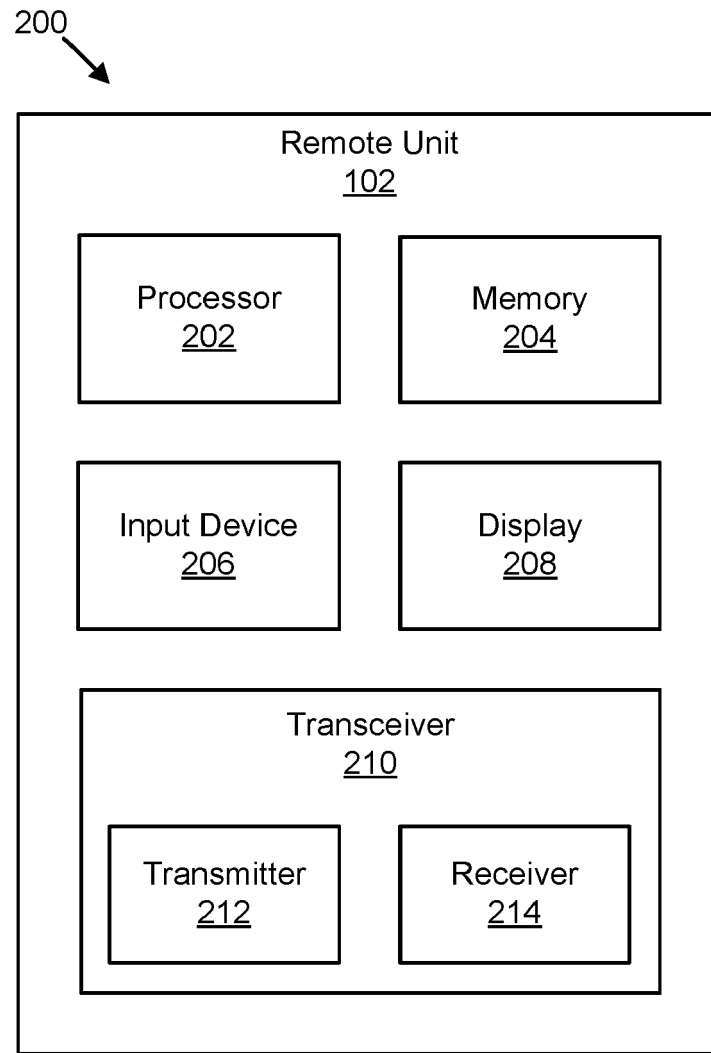 200
Remote Unit
102
Processor
202
Memory
204
Input Device
206
Display
208
Transceiver
210
Transmitter
212
Receiver
214